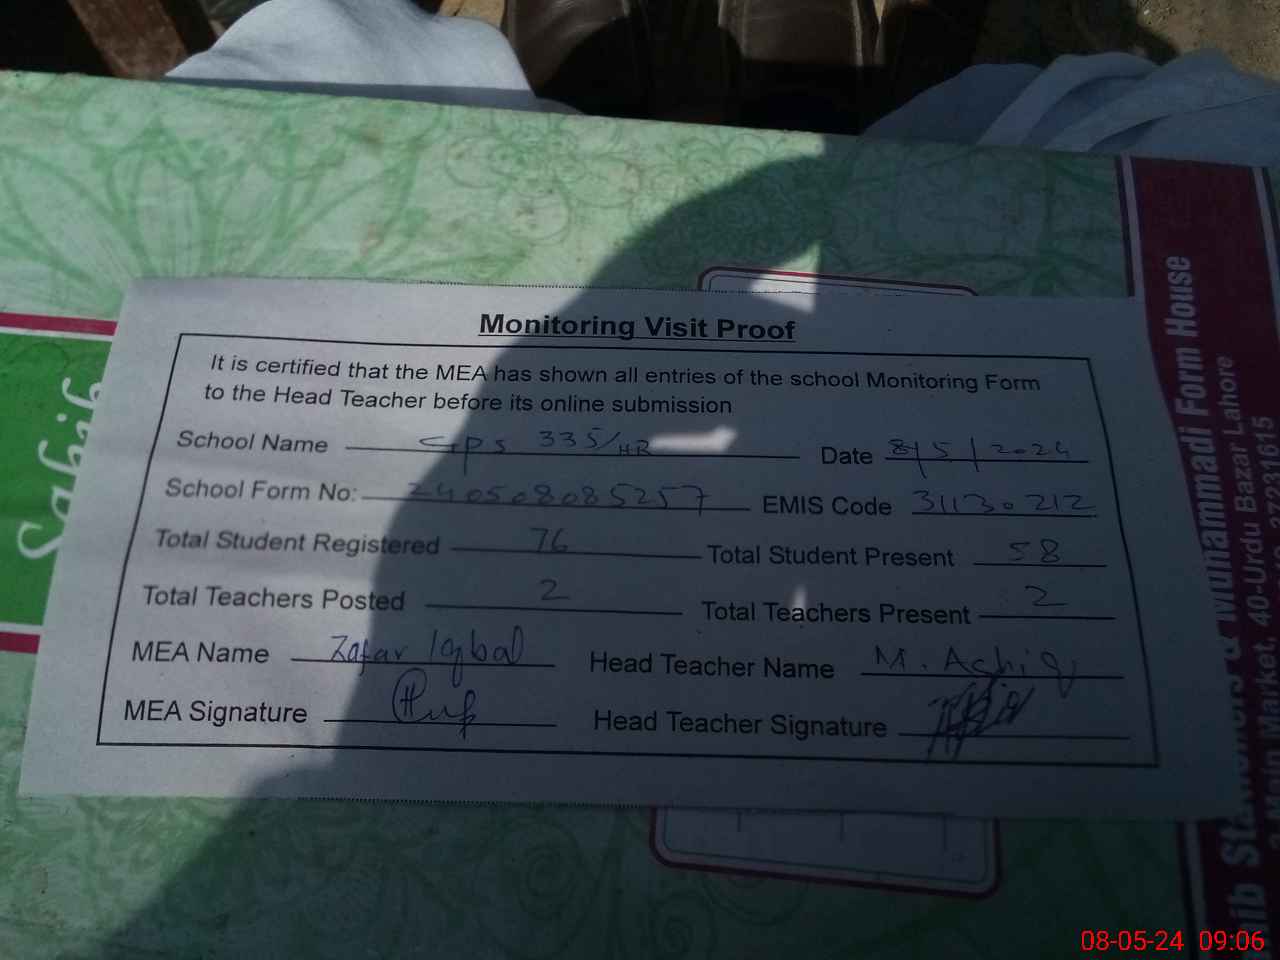 Monitoring Visit Proof
It is certified that the MEA has shown all entries of the school Monitoring Form
to the Head Teacher before its online submission
School Name GPS 335/HR Date 8/5/2024
School Form No: 240508085257 EMIS Code 31130212
Total Student Registered 76 Total Student Present 58
Total Teachers Posted 2 Total Teachers Present 2
MEA Name Zafar Iqbal Head Teacher Name M. Ashiq
MEA Signature Head Teacher Signature
& Muhammadi Form House
Main Market, 40-Urdu Bazar Lahore
37231615
08-05-24 09:06